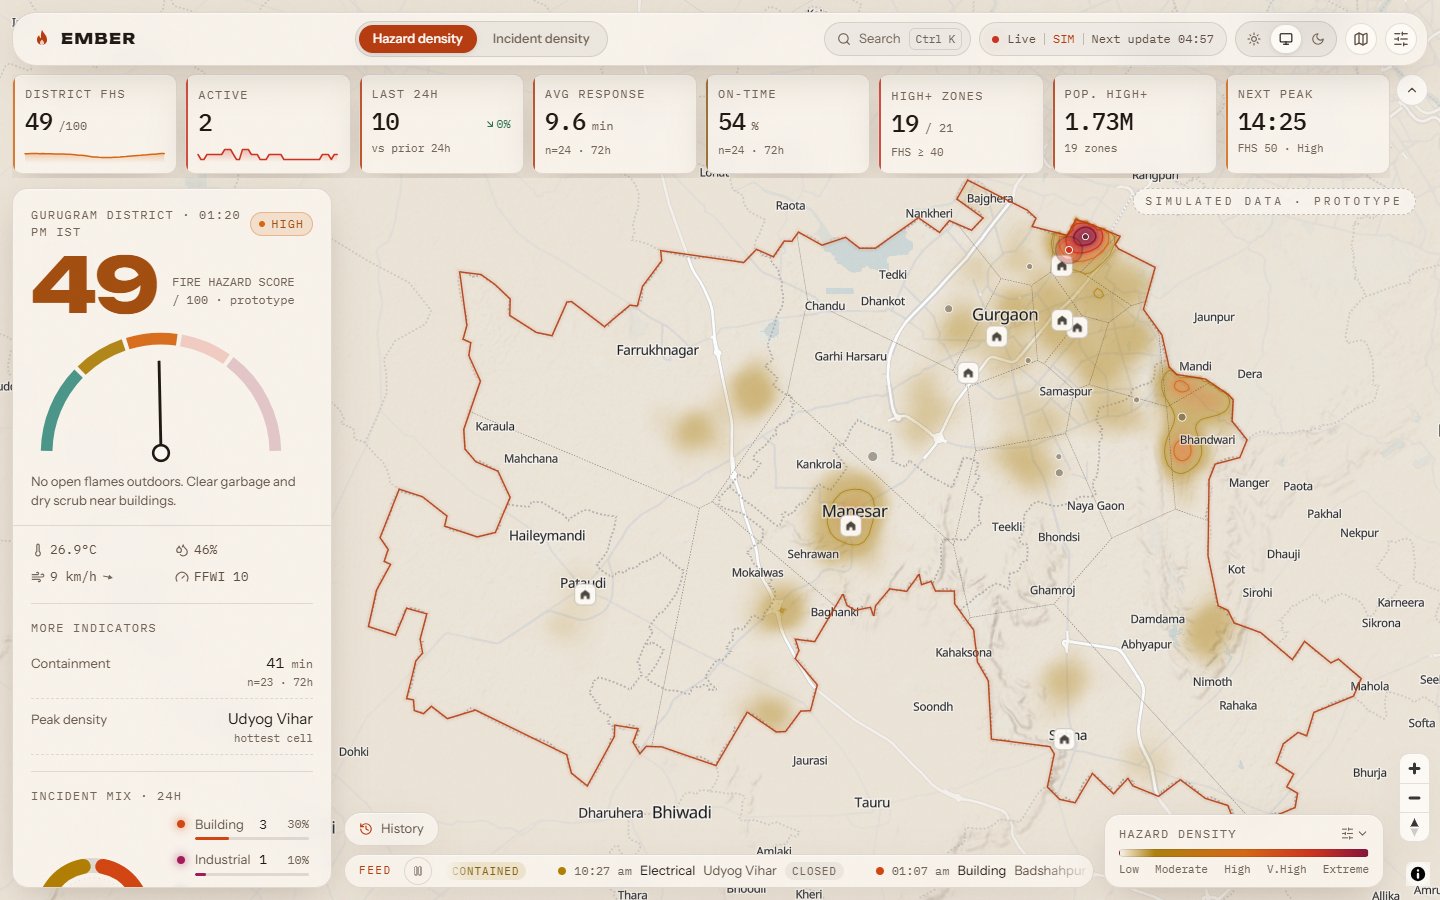 EMBER
Hazard density
Incident density
Search Ctrl K
Live | SIM | Next update 04:57
DISTRICT FHS
49 /100
ACTIVE
2
LAST 24H
10 0%
vs prior 24h
AVG RESPONSE
9.6 min
n=24 · 72h
ON-TIME
54 %
n=24 · 72h
HIGH+ ZONES
19 / 21
FHS ≥ 40
POP. HIGH+
1.73M
19 zones
NEXT PEAK
14:25
FHS 50 · High
SIMULATED DATA · PROTOTYPE
GURUGRAM DISTRICT · 01:20
PM IST
HIGH
49
FIRE HAZARD SCORE
/ 100 · prototype
No open flames outdoors. Clear garbage and
dry scrub near buildings.
26.9°C
46%
9 km/h
FFWI 10
MORE INDICATORS
Containment
41 min
n=23 · 72h
Peak density
Udyog Vihar
hottest cell
INCIDENT MIX · 24H
Building 3 30%
Industrial 1 10%
Rangpuri
Bajghera
Raota
Nankheri
Tedki
Dhankot
Chandu
Gurgaon
Jaunpur
Farrukhnagar
Garhi Harsaru
Mandi
Dera
Samaspur
Karaula
Bhandwari
Mahchana
Kankrola
Manger
Paota
Manesar
Naya Gaon
Pakhal
Teekli
Bhondsi
Nekpur
Haileymandi
Sehrawan
Dhauji
Mokalwas
Kot
Pataudi
Ghamroj
Sirohi
Karneera
Baghanki
Damdama
Sikrona
Abhyapur
Kahaksona
Nimoth
Mahola
Soondh
Rahaka
Softa
Dohki
Jaurasi
Bhurja
Tauru
Dharuhera
Bhiwadi
Amlaki
Thara
Kheri
Allika
History
FEED
CONTAINED
10:27 am Electrical Udyog Vihar CLOSED
01:07 am Building Badshahpur
HAZARD DENSITY
Low Moderate High V.High Extreme